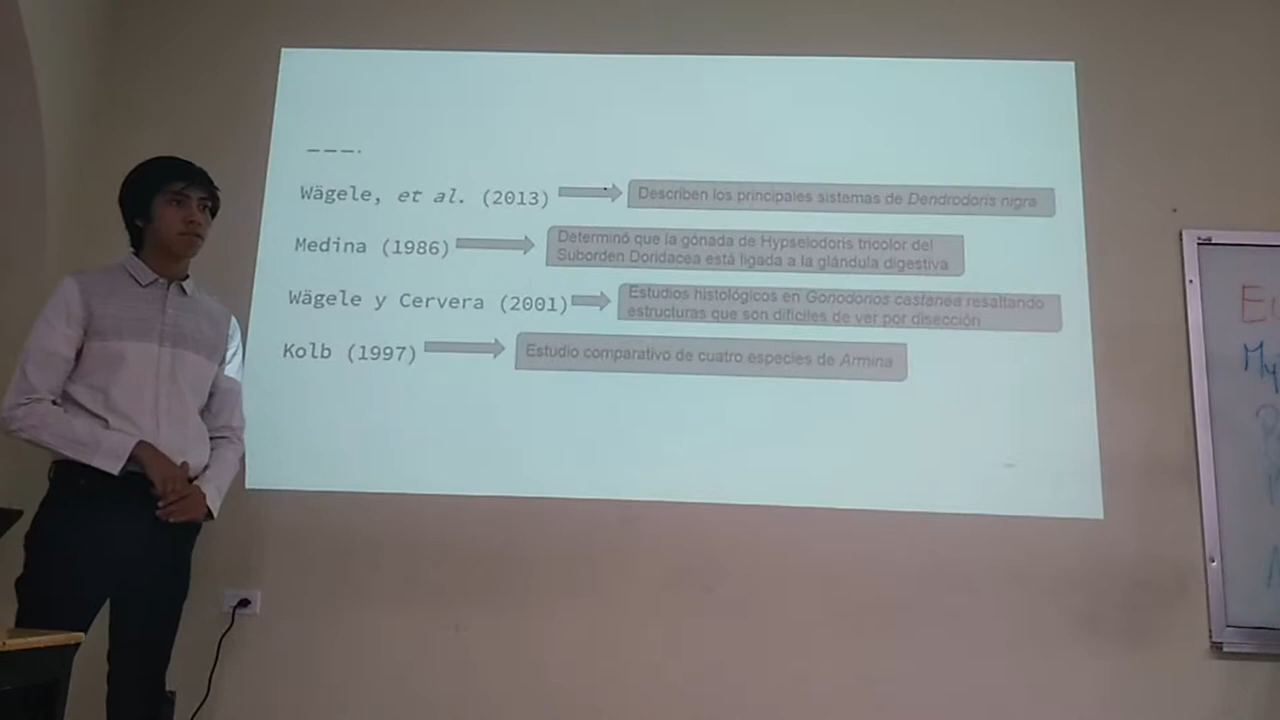 ———.
Wägele, et al. (2013)
Describen los principales sistemas de Dendrodoris nigra
Medina (1986)
Determinó que la gónada de Hypselodoris tricolor del
Suborden Doridacea está ligada a la glándula digestiva
Wägele y Cervera (2001)
Estudios histológicos en Goniodorios castanea resaltando
estructuras que son difíciles de ver por disección
Kolb (1997)
Estudio comparativo de cuatro especies de Armina